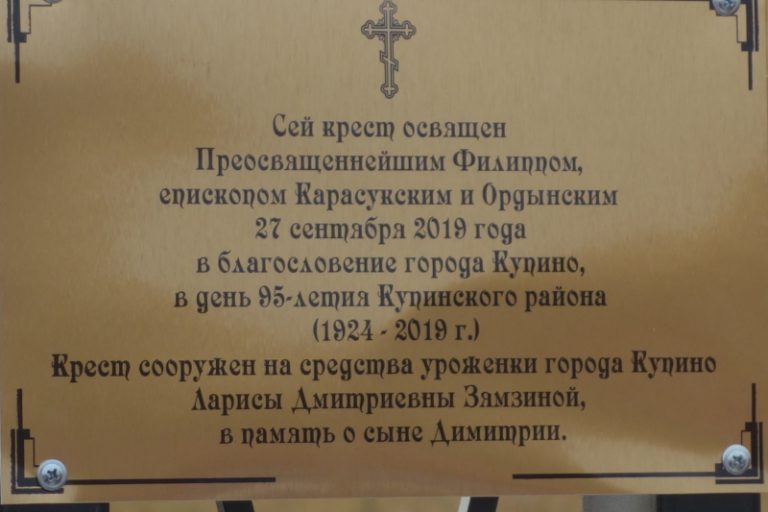 Сей крест освящен
Преосвященнейшим Филиппом,
епископом Карасукским и Ордынским
27 сентября 2019 года
в благословение города Купино,
в день 95-летия Купинского района
(1924 - 2019 г.)
Крест сооружен на средства уроженки города Купино
Ларисы Дмитриевны Зямзиной,
в память о сыне Димитрии.